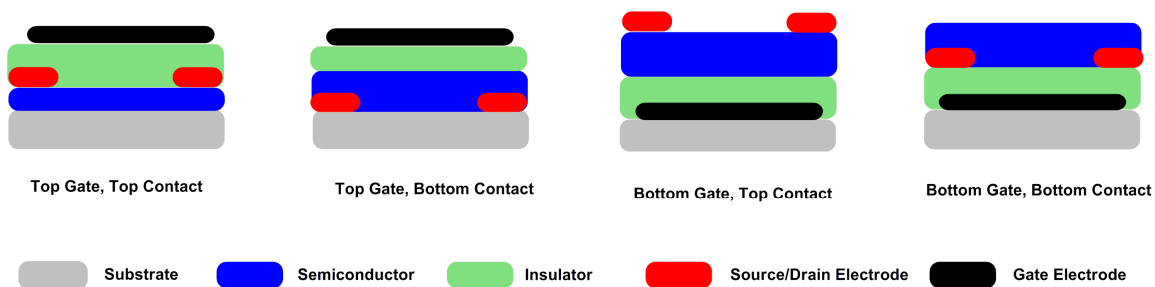 Top Gate, Top Contact
Top Gate, Bottom Contact
Bottom Gate, Top Contact
Bottom Gate, Bottom Contact
Substrate
Semiconductor
Insulator
Source/Drain Electrode
Gate Electrode